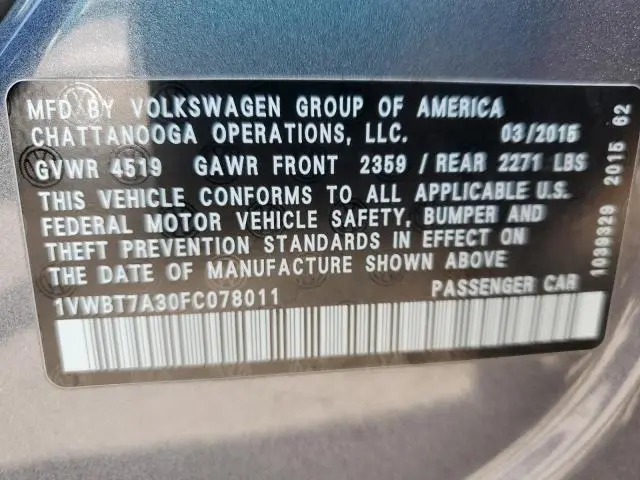 MFD BY VOLKSWAGEN GROUP OF AMERICA
CHATTANOOGA OPERATIONS, LLC. 03/2015
GVWR 4519 GAWR FRONT 2359 / REAR 2271 LBS
THIS VEHICLE CONFORMS TO ALL APPLICABLE U.S.
FEDERAL MOTOR VEHICLE SAFETY, BUMPER AND
THEFT PREVENTION STANDARDS IN EFFECT ON
THE DATE OF MANUFACTURE SHOWN ABOVE
1VWBT7A30FC078011 PASSENGER CAR
1039329 2015 62